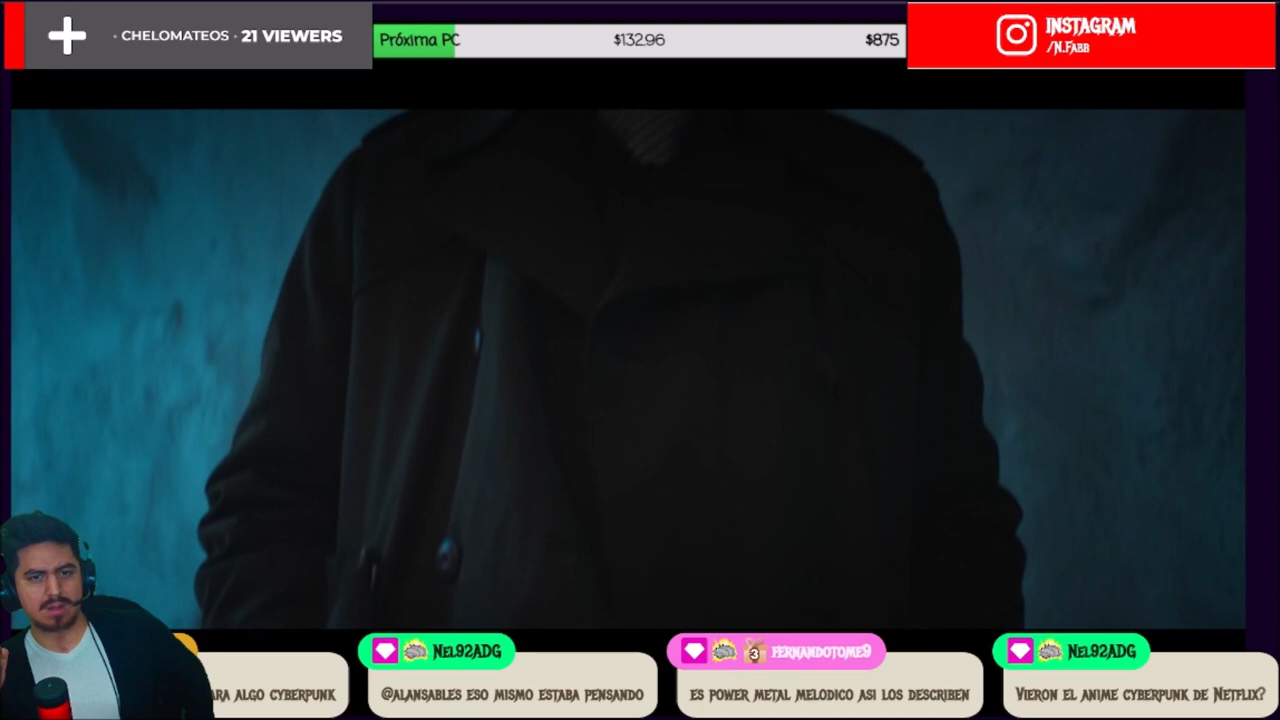 • CHELOMATEOS • 21 VIEWERS
Próxima PC
$132.96
$875
INSTAGRAM
/N.FABB
ARA ALGO CYBERPUNK
NEL92ADG
@ALANSABLES ESO MISMO ESTABA PENSANDO
3 FERNANDOTOME9
ES POWER METAL MELODICO ASI LOS DESCRIBEN
NEL92ADG
VIERON EL ANIME CYBERPUNK DE NETFLIX?